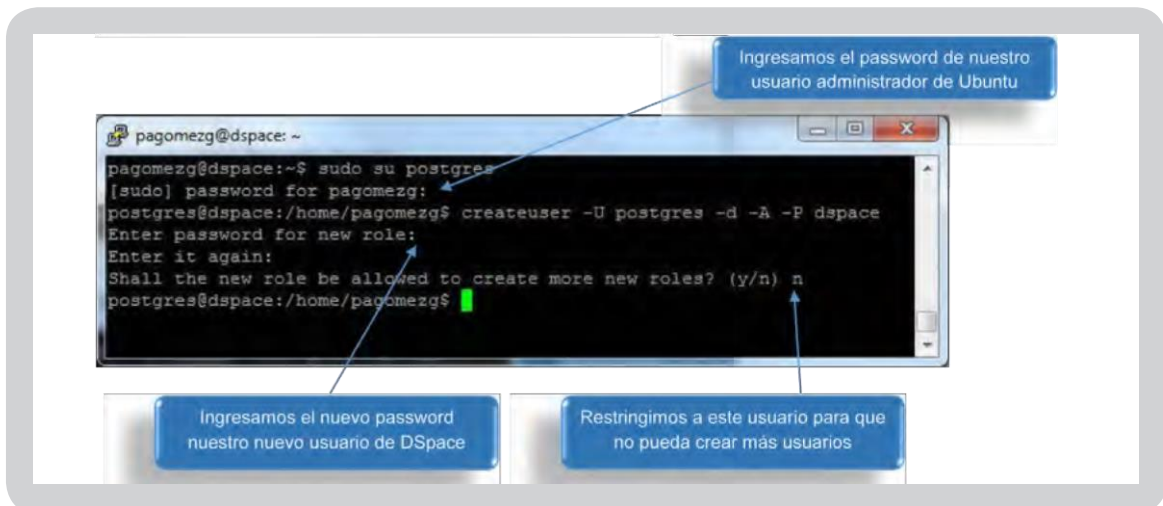 Ingresamos el password de nuestro
usuario administrador de Ubuntu
pagomezg@dspace: ~
pagomezg@dspace:~$ sudo su postgres
[sudo] password for pagomezg:
postgres@dspace:/home/pagomezg$ createuser -U postgres -d -A -P dspace
Enter password for new role:
Enter it again:
Shall the new role be allowed to create more new roles? (y/n) n
postgres@dspace:/home/pagomezg$
Ingresamos el nuevo password
nuestro nuevo usuario de DSpace
Restringimos a este usuario para que
no pueda crear más usuarios